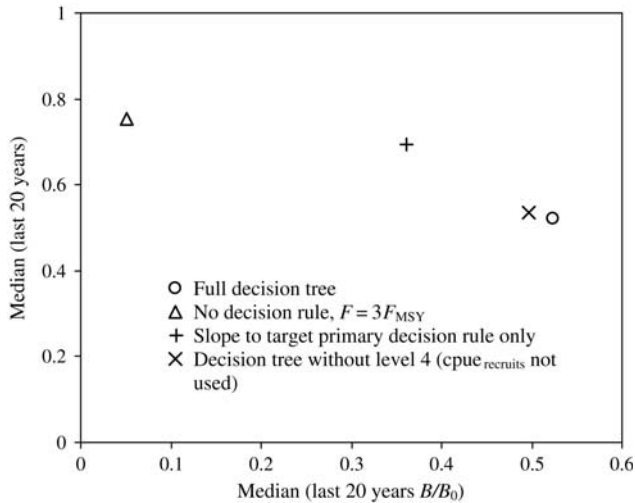 1
0.8
0.6
0.4
0.2
0
Median (last 20 years)
Full decision tree
No decision rule, F = 3F_MSY
Slope to target primary decision rule only
Decision tree without level 4 (cpue_recruits not
used)
0 0.1 0.2 0.3 0.4 0.5 0.6
Median (last 20 years B/B₀)